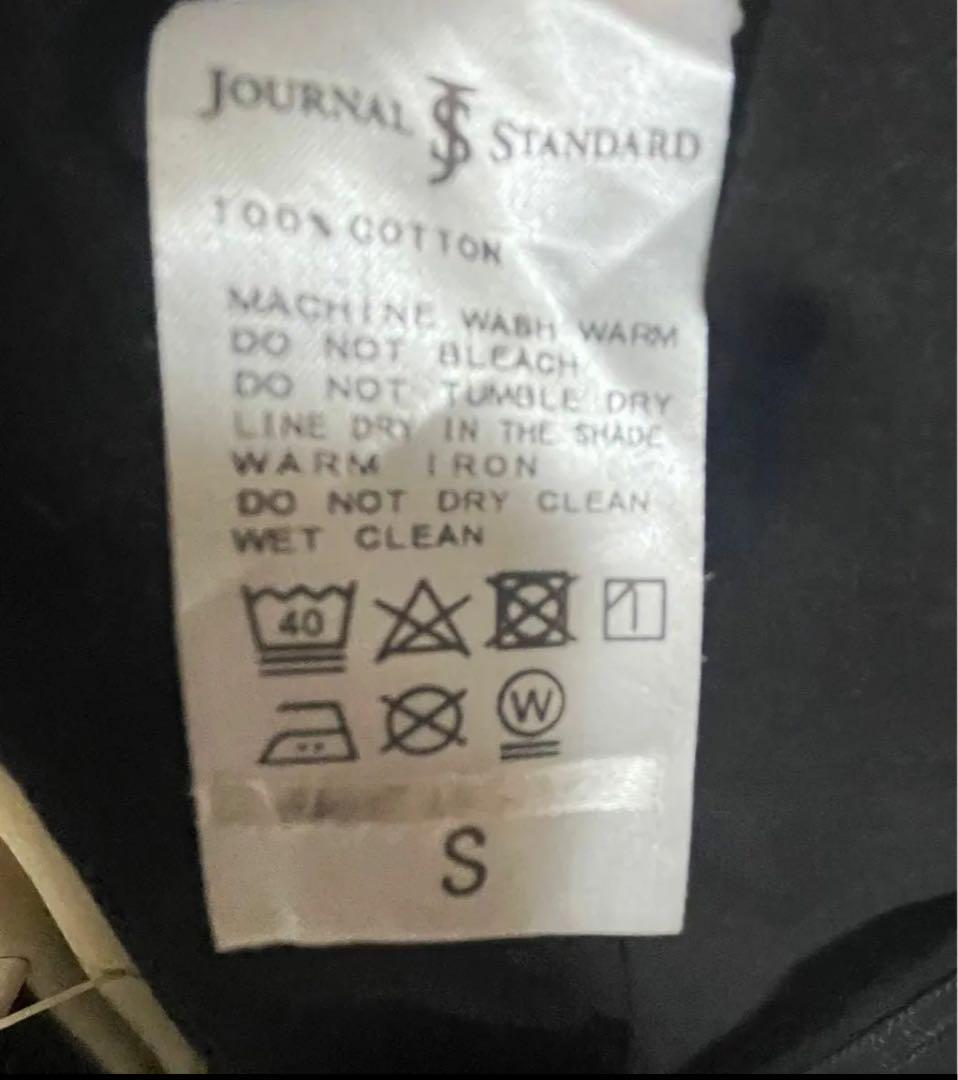 JOURNAL JS STANDARD
100% COTTON
MACHINE WASH WARM
DO NOT BLEACH
DO NOT TUMBLE DRY
LINE DRY IN THE SHADE
WARM IRON
DO NOT DRY CLEAN
WET CLEAN
40
W
S